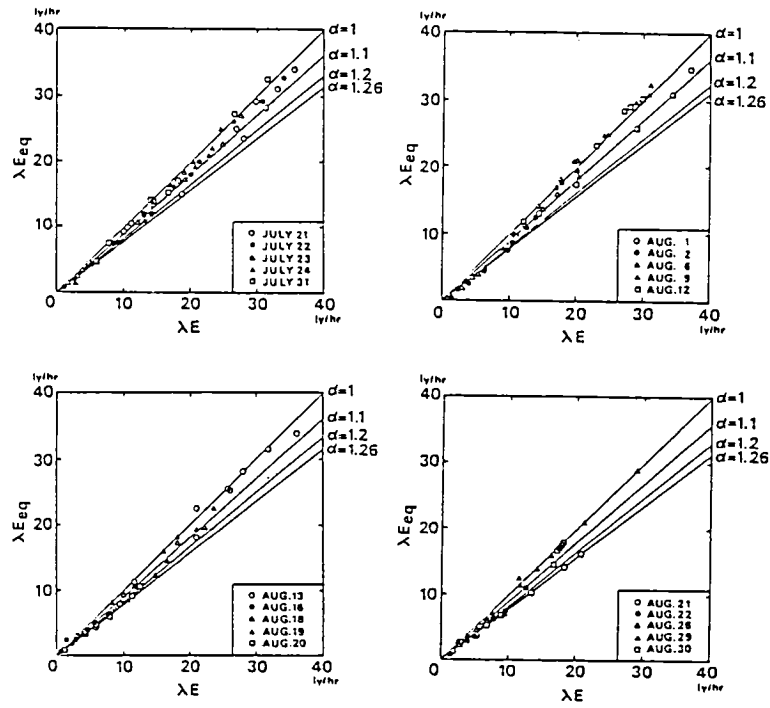 ly/hr
40
30
20
10
0
λEeq
α=1
α=1.1
α=1.2
α=1.26
JULY 21
JULY 22
JULY 23
JULY 24
JULY 31
10
20
30
40
ly/hr
λE
ly/hr
40
30
20
10
0
λEeq
α=1
α=1.1
α=1.2
α=1.26
AUG. 1
AUG. 2
AUG. 6
AUG. 9
AUG.12
10
20
30
40
ly/hr
λE
ly/hr
40
30
20
10
0
λEeq
α=1
α=1.1
α=1.2
α=1.26
AUG.13
AUG.16
AUG.18
AUG.19
AUG.20
10
20
30
40
ly/hr
λE
ly/hr
40
30
20
10
0
λEeq
α=1
α=1.1
α=1.2
α=1.26
AUG.21
AUG.22
AUG.29
AUG.30
10
20
30
40
ly/hr
λE